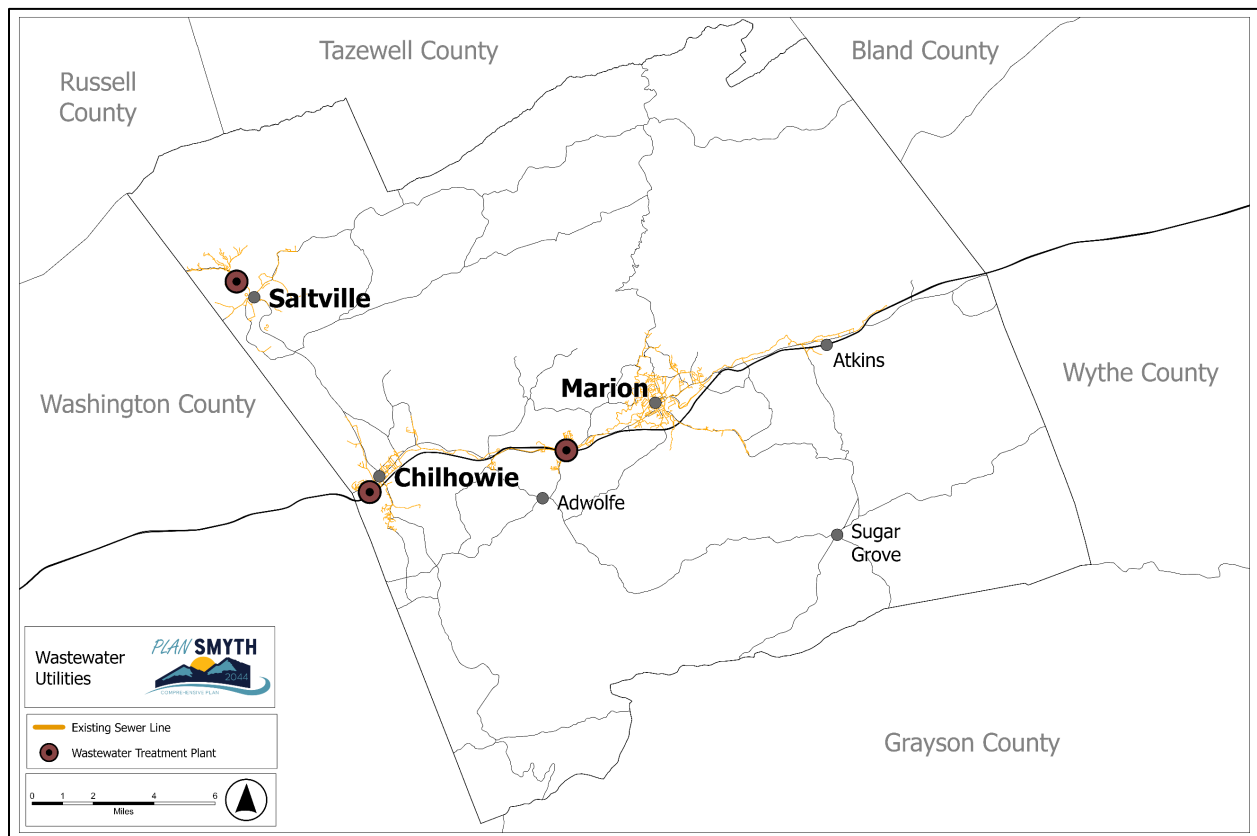 Tazewell County
Bland County
Russell
County
Saltville
Atkins
Wythe County
Marion
Washington County
Chilhowie
Adwolfe
Sugar
Grove
Wastewater
Utilities
PLAN SMYTH
2044
COMPREHENSIVE PLAN
Existing Sewer Line
Wastewater Treatment Plant
Grayson County
0 1 2 4 6
Miles